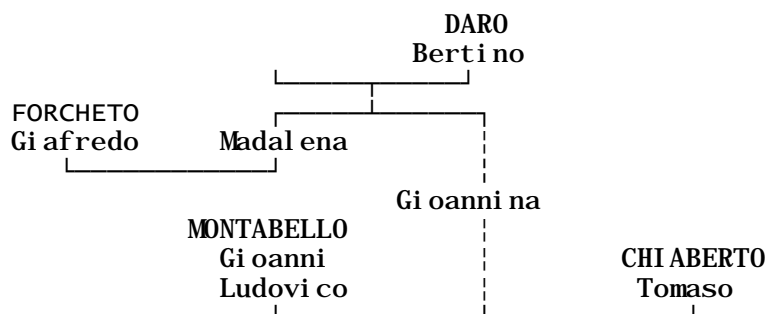 DARO
Bertino
FORCHETO
Giafredo Madalena
Gioannina
MONTABELLO
Gioanni CHIABERTO
Ludovico Tomaso